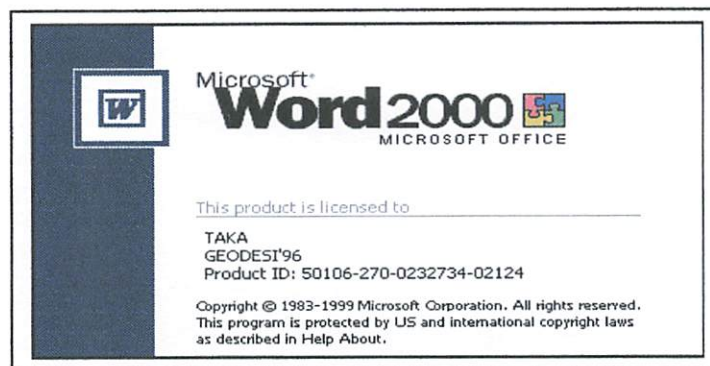 Microsoft®
W
Word 2000
MICROSOFT OFFICE
This product is licensed to
TAKA
GEODESI'96
Product ID: 50106-270-0232734-02124
Copyright © 1983-1999 Microsoft Corporation. All rights reserved.
This program is protected by US and international copyright laws
as described in Help About.